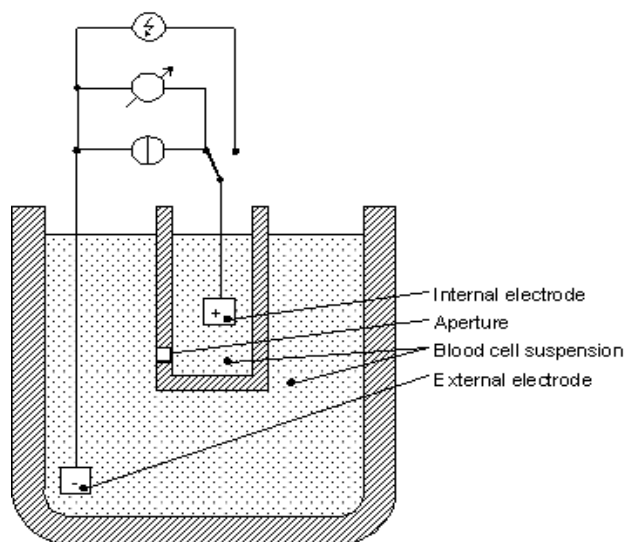 +
Internal electrode
Aperture
Blood cell suspension
External electrode
-